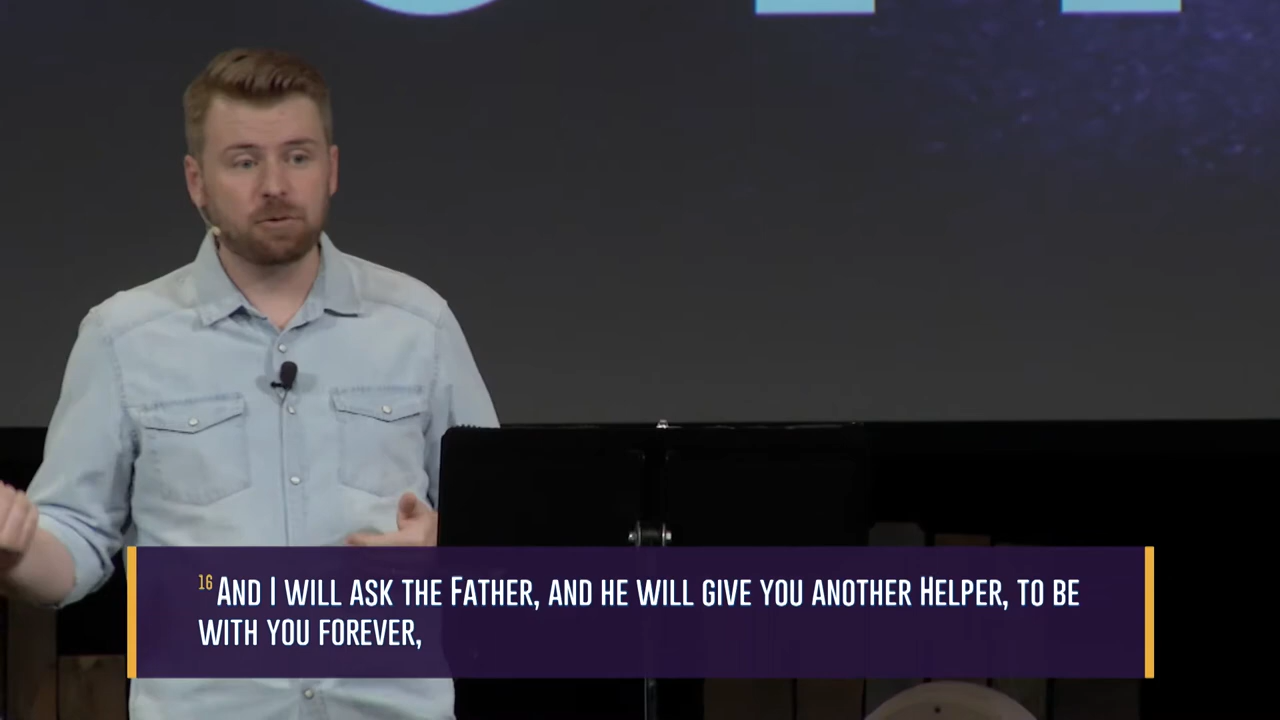 16 And I will ask the Father, and he will give you another Helper, to be
with you forever,